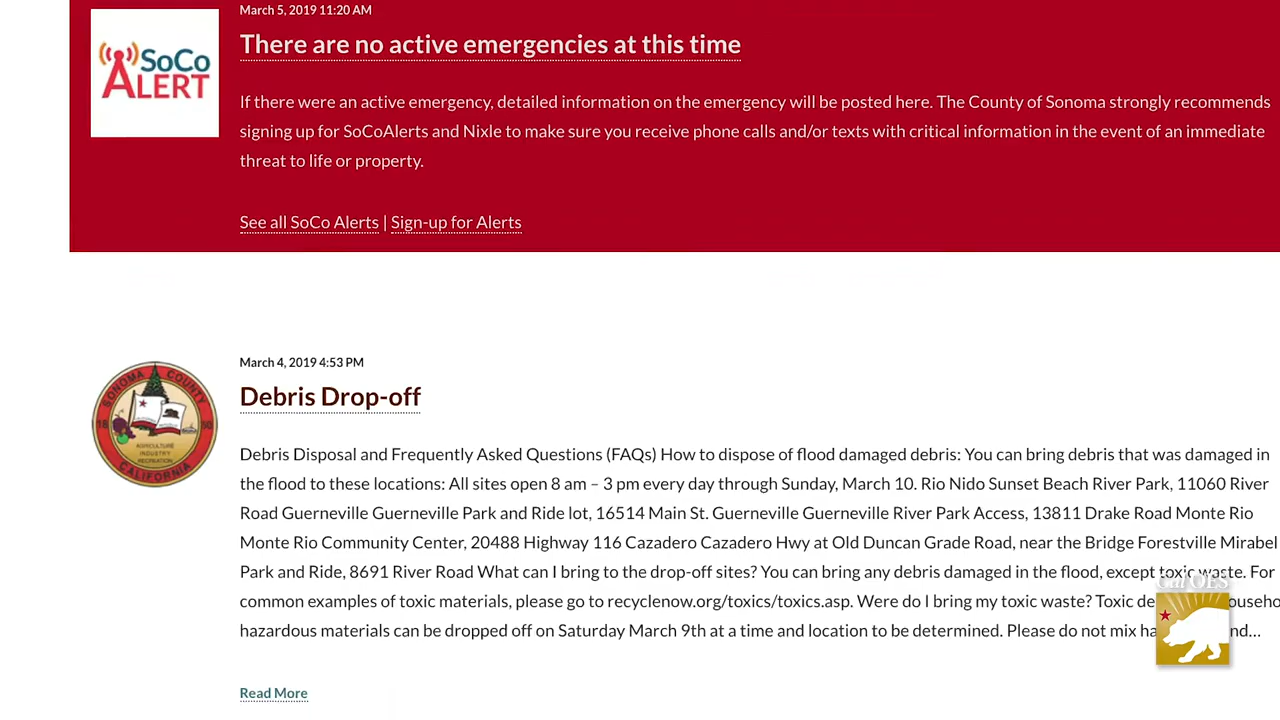 March 5, 2019 11:20 AM
SoCo
ALERT
There are no active emergencies at this time
If there were an active emergency, detailed information on the emergency will be posted here. The County of Sonoma strongly recommends
signing up for SoCoAlerts and Nixle to make sure you receive phone calls and/or texts with critical information in the event of an immediate
threat to life or property.
See all SoCo Alerts | Sign-up for Alerts
March 4, 2019 4:53 PM
SONOMA COUNTY
18 50
AGRICULTURE
INDUSTRY
RECREATION
CALIFORNIA
Debris Drop-off
Debris Disposal and Frequently Asked Questions (FAQs) How to dispose of flood damaged debris: You can bring debris that was damaged in
the flood to these locations: All sites open 8 am – 3 pm every day through Sunday, March 10. Rio Nido Sunset Beach River Park, 11060 River
Road Guerneville Guerneville Park and Ride lot, 16514 Main St. Guerneville Guerneville River Park Access, 13811 Drake Road Monte Rio
Monte Rio Community Center, 20488 Highway 116 Cazadero Cazadero Hwy at Old Duncan Grade Road, near the Bridge Forestville Mirabel
Park and Ride, 8691 River Road What can I bring to the drop-off sites? You can bring any debris damaged in the flood, except toxic waste. For
common examples of toxic materials, please go to recyclenow.org/toxics/toxics.asp. Were do I bring my toxic waste? Toxic de
hazardous materials can be dropped off on Saturday March 9th at a time and location to be determined. Please do not mix ha nd...
Cal OES
Read More